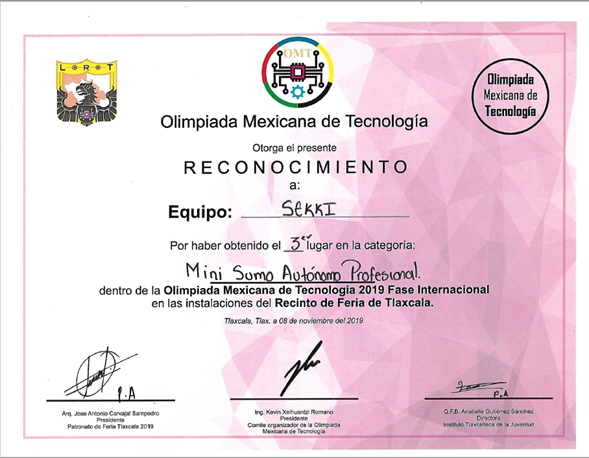 LORT
OMT
Olimpiada
Mexicana de
Tecnología
Olimpiada Mexicana de Tecnología
Otorga el presente
RECONOCIMIENTO
a:
Equipo: SekkI
Por haber obtenido el 3er lugar en la categoría:
Mini Sumo Autónomo Profesional.
dentro de la Olimpiada Mexicana de Tecnología 2019 Fase Internacional
en las instalaciones del Recinto de Feria de Tlaxcala.
Tlaxcala, Tlax. a 08 de noviembre del 2019
P.A
P.A
Arq. Jose Antonio Carvajal Sampedro
Presidente
Patronato de Feria Tlaxcala 2019
Ing. Kevin Xelhuantzi Romano
Presidente
Comite organizador de la Olimpiada
Mexicana de Tecnología
Q.F.B. Anabelle Gutiérrez Sánchez
Directora
Instituto Tlaxcalteca de la Juventud